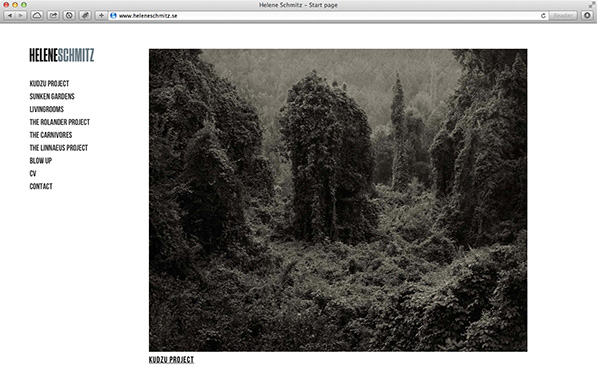 Helene Schmitz – Start page
www.heleneschmitz.se
Reader
HELENESCHMITZ
KUDZU PROJECT
SUNKEN GARDENS
LIVINGROOMS
THE ROLANDER PROJECT
THE CARNIVORES
THE LINNAEUS PROJECT
BLOW UP
CV
CONTACT
KUDZU PROJECT